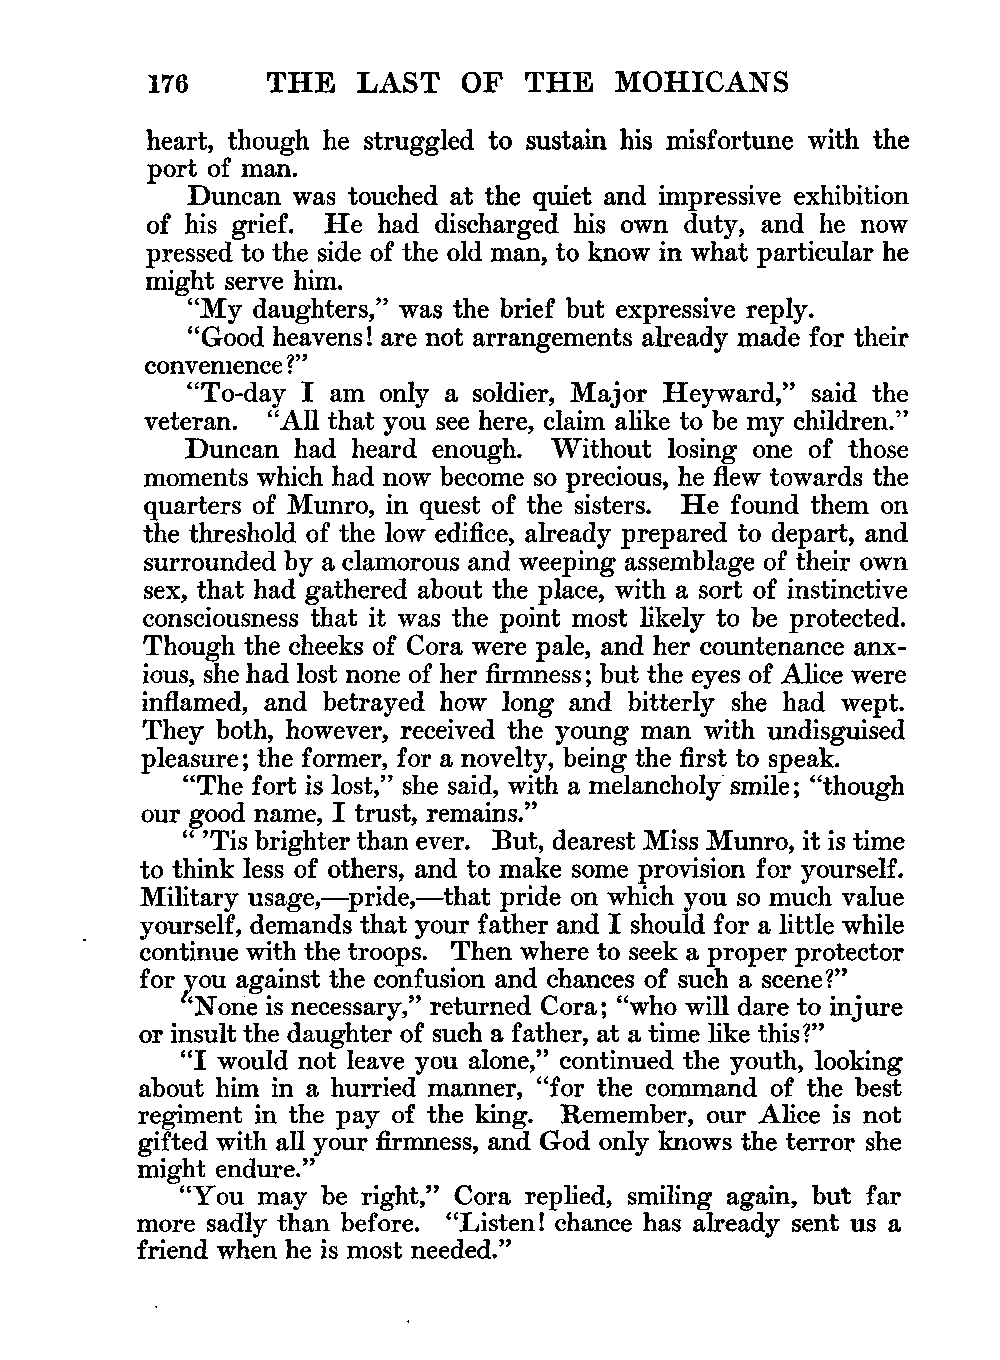 176 THE LAST OF THE MOHICANS
heart, though he struggled to sustain his misfortune with the
port of man.
Duncan was touched at the quiet and impressive exhibition
of his grief. He had discharged his own duty, and he now
pressed to the side of the old man, to know in what particular he
might serve him.
“My daughters,” was the brief but expressive reply.
“Good heavens! are not arrangements already made for their
convenience?”
“To-day I am only a soldier, Major Heyward,” said the
veteran. “All that you see here, claim alike to be my children.”
Duncan had heard enough. Without losing one of those
moments which had now become so precious, he flew towards the
quarters of Munro, in quest of the sisters. He found them on
the threshold of the low edifice, already prepared to depart, and
surrounded by a clamorous and weeping assemblage of their own
sex, that had gathered about the place, with a sort of instinctive
consciousness that it was the point most likely to be protected.
Though the cheeks of Cora were pale, and her countenance anx-
ious, she had lost none of her firmness; but the eyes of Alice were
inflamed, and betrayed how long and bitterly she had wept.
They both, however, received the young man with undisguised
pleasure; the former, for a novelty, being the first to speak.
“The fort is lost,” she said, with a melancholy smile; “though
our good name, I trust, remains.”
“ ’Tis brighter than ever. But, dearest Miss Munro, it is time
to think less of others, and to make some provision for yourself.
Military usage,—pride,—that pride on which you so much value
yourself, demands that your father and I should for a little while
continue with the troops. Then where to seek a proper protector
for you against the confusion and chances of such a scene?”
“None is necessary,” returned Cora; “who will dare to injure
or insult the daughter of such a father, at a time like this?”
“I would not leave you alone,” continued the youth, looking
about him in a hurried manner, “for the command of the best
regiment in the pay of the king. Remember, our Alice is not
gifted with all your firmness, and God only knows the terror she
might endure.”
“You may be right,” Cora replied, smiling again, but far
more sadly than before. “Listen! chance has already sent us a
friend when he is most needed.”